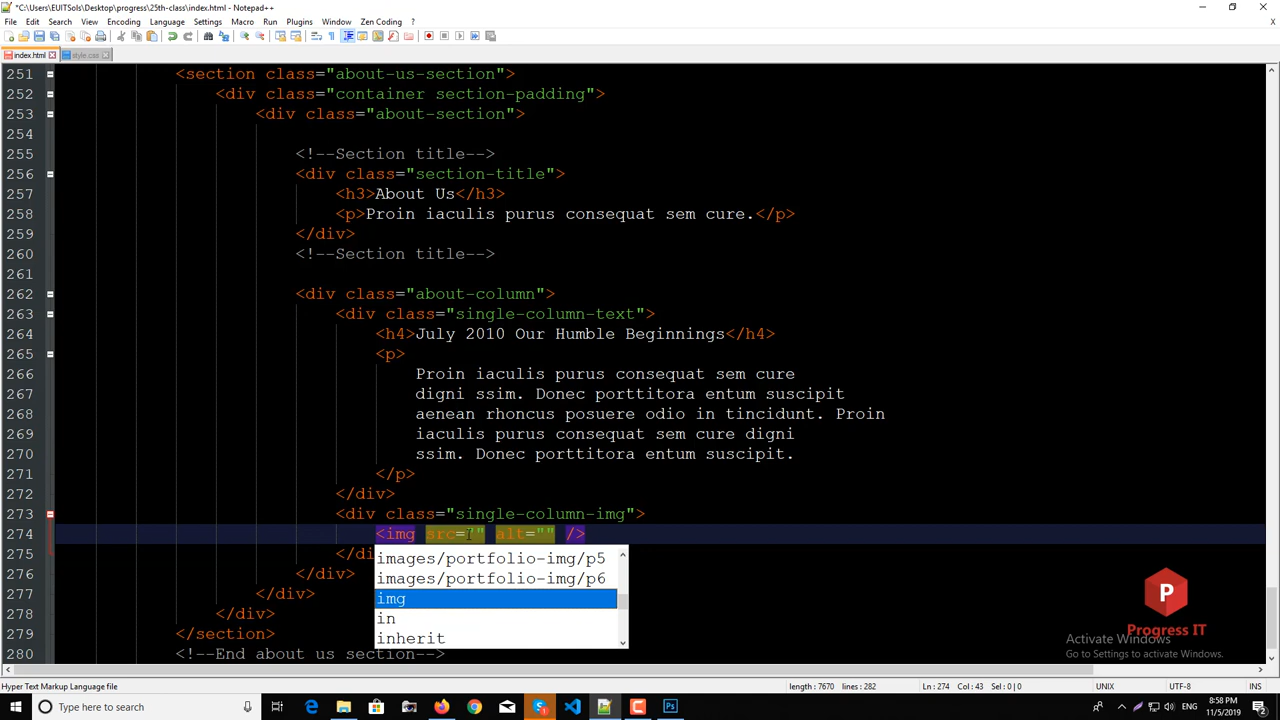 *C:\Users\EUITSols\Desktop\progress\25th-class\index.html - Notepad++
File Edit Search View Encoding Language Settings Macro Run Plugins Window Zen Coding ? X
index.html style.css
251 <section class="about-us-section">
252 <div class="container section-padding">
253 <div class="about-section">
254
255 <!--Section title-->
256 <div class="section-title">
257 <h3>About Us</h3>
258 <p>Proin iaculis purus consequat sem cure.</p>
259 </div>
260 <!--Section title-->
261
262 <div class="about-column">
263 <div class="single-column-text">
264 <h4>July 2010 Our Humble Beginnings</h4>
265 <p>
266 Proin iaculis purus consequat sem cure
267 digni ssim. Donec porttitora entum suscipit
268 aenean rhoncus posuere odio in tincidunt. Proin
269 iaculis purus consequat sem cure digni
270 ssim. Donec porttitora entum suscipit.
271 </p>
272 </div>
273 <div class="single-column-img">
274 <img src="" alt="" />
275 </di
images/portfolio-img/p5
276 </div>
images/portfolio-img/p6
277 </div>
img
278 </div>
in
279 </section>
inherit
280 <!--End about us section-->
P
Progress IT
Activate Windows
Go to Settings to activate Windows.
Hyper Text Markup Language file length : 7670 lines : 282 Ln : 274 Col : 43 Sel : 0 | 0 UNIX UTF-8 INS
Type here to search
ENG
8:58 PM
11/5/2019
2